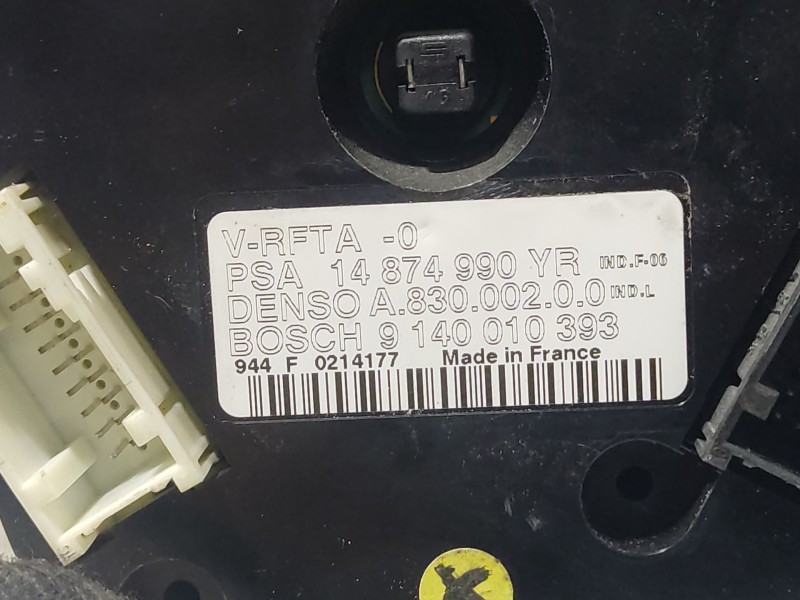 V-RFTA -0
PSA 14 874 990 YR IND.F-06
DENSO A.830.002.0.0 IND.L
BOSCH 9 140 010 393
944 F 0214177 Made in France
K